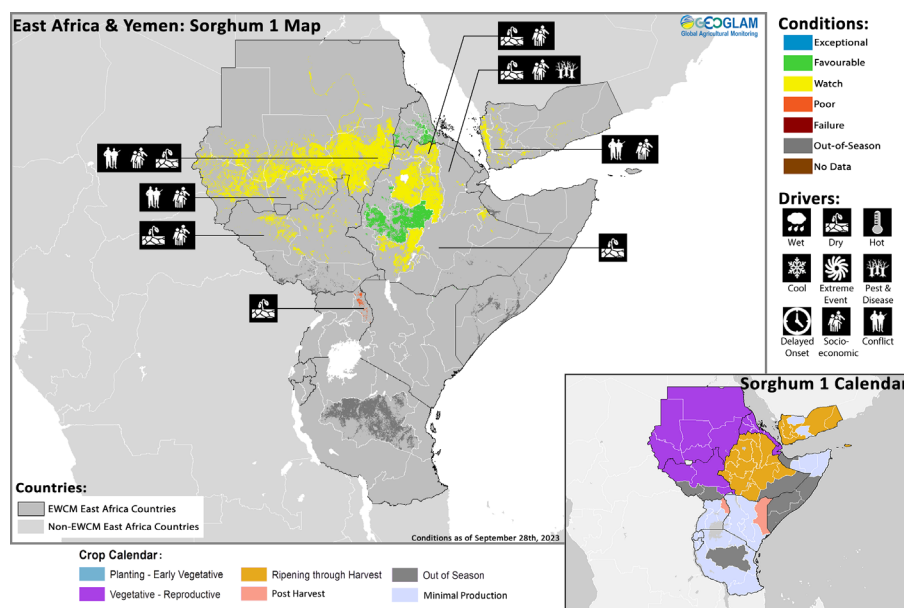 East Africa & Yemen: Sorghum 1 Map
GEOGLAM
Global Agricultural Monitoring
Conditions:
Exceptional
Favourable
Watch
Poor
Failure
Out-of-Season
No Data
Drivers:
Wet Dry Hot
Cool Extreme Event Pest & Disease
Delayed Onset Socio-economic Conflict
Sorghum 1 Calendar
Countries:
EWCM East Africa Countries
Non-EWCM East Africa Countries
Conditions as of September 28th, 2023
Crop Calendar:
Planting - Early Vegetative Ripening through Harvest Out of Season
Vegetative - Reproductive Post Harvest Minimal Production